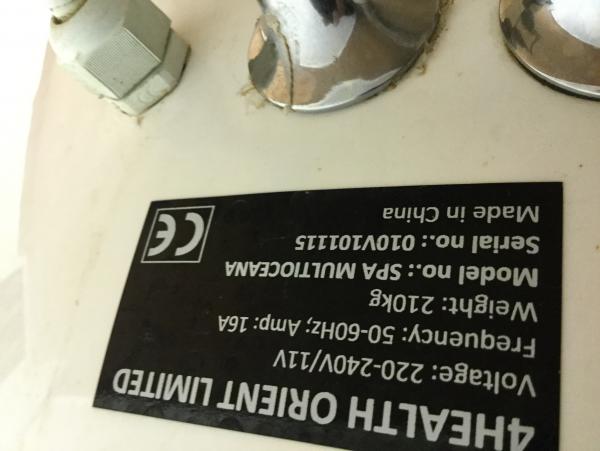 4HEALTH ORIENT LIMITED
Voltage: 220-240V/11V
Frequency: 50-60Hz; Amp: 16A
Weight: 210kg
Model no.: SPA MULTIOCEANA
Serial no.: 010V101115
Made in China
CE